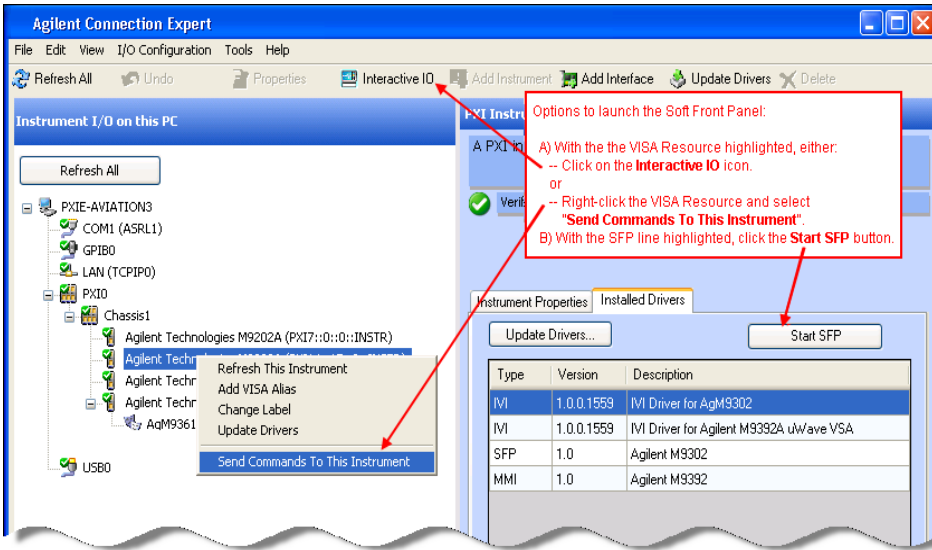 Agilent Connection Expert
File Edit View I/O Configuration Tools Help
Refresh All Undo Properties Interactive IO Add Instrument Add Interface Update Drivers Delete
Instrument I/O on this PC
PXI Instru
A PXI in
Verifi
Options to launch the Soft Front Panel:
A) With the the VISA Resource highlighted, either:
-- Click on the Interactive IO icon.
or
-- Right-click the VISA Resource and select
"Send Commands To This Instrument".
B) With the SFP line highlighted, click the Start SFP button.
Refresh All
PXIE-AVIATION3
COM1 (ASRL1)
GPIB0
LAN (TCPIP0)
PXI0
Chassis1
Agilent Technologies M9202A (PXI7::0::0::INSTR)
Agilent Techn
Agilent Techr
Agilent Techr
AgM9361
USB0
Refresh This Instrument
Add VISA Alias
Change Label
Update Drivers
Send Commands To This Instrument
Instrument Properties Installed Drivers
Update Drivers... Start SFP
Type Version Description
IVI 1.0.0.1559 IVI Driver for AgM9302
IVI 1.0.0.1559 IVI Driver for Agilent M9392A uWave VSA
SFP 1.0 Agilent M9302
MMI 1.0 Agilent M9392